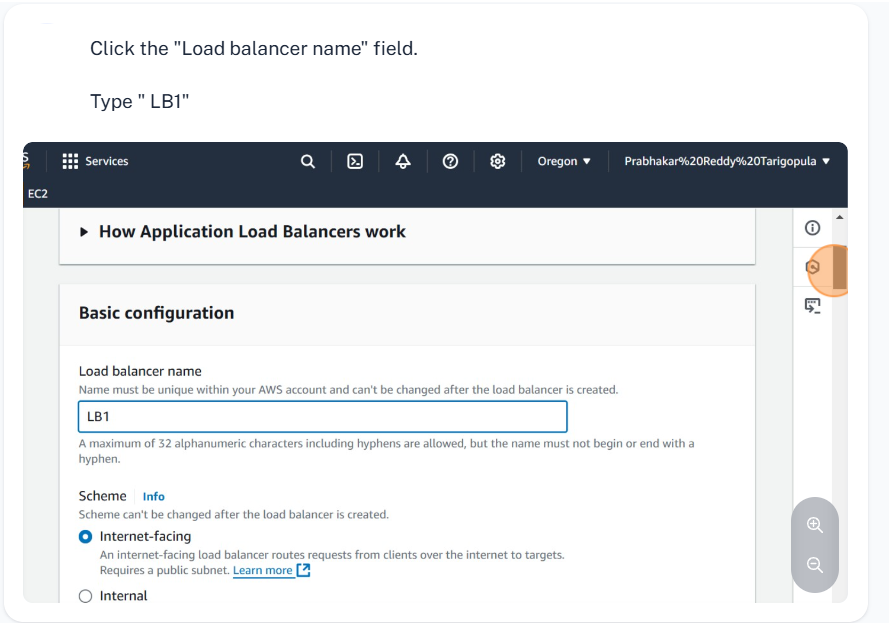 Click the "Load balancer name" field.
Type " LB1"
Services
Oregon ▼
Prabhakar%20Reddy%20Tarigopula ▼
EC2
How Application Load Balancers work
Basic configuration
Load balancer name
Name must be unique within your AWS account and can't be changed after the load balancer is created.
LB1
A maximum of 32 alphanumeric characters including hyphens are allowed, but the name must not begin or end with a
hyphen.
Scheme Info
Scheme can't be changed after the load balancer is created.
Internet-facing
An internet-facing load balancer routes requests from clients over the internet to targets.
Requires a public subnet. Learn more
Internal